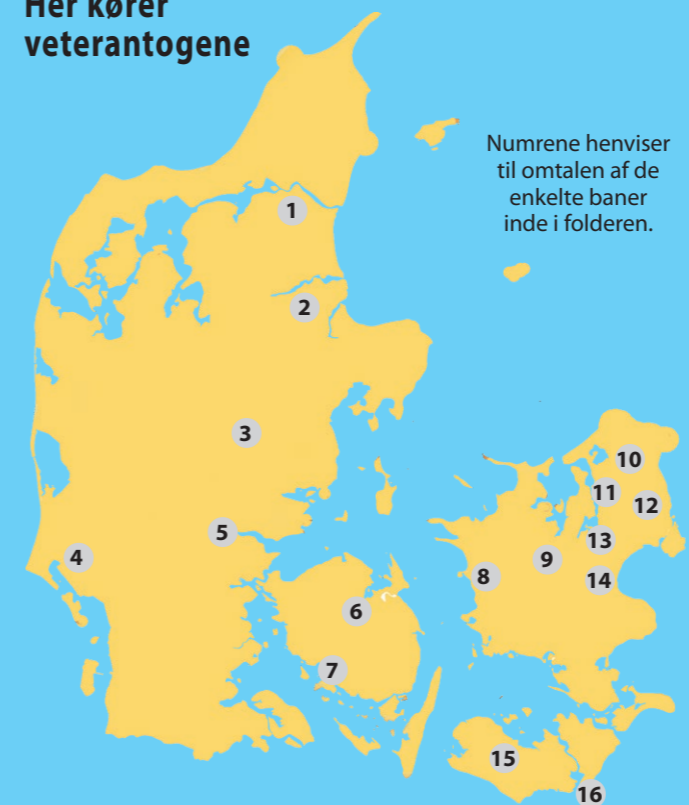 Her kører
veterantogene
Numrene henviser
til omtalen af de
enkelte baner
inde i folderen.
1
2
3
4
5
6
7
8
9
10
11
12
13
14
15
16